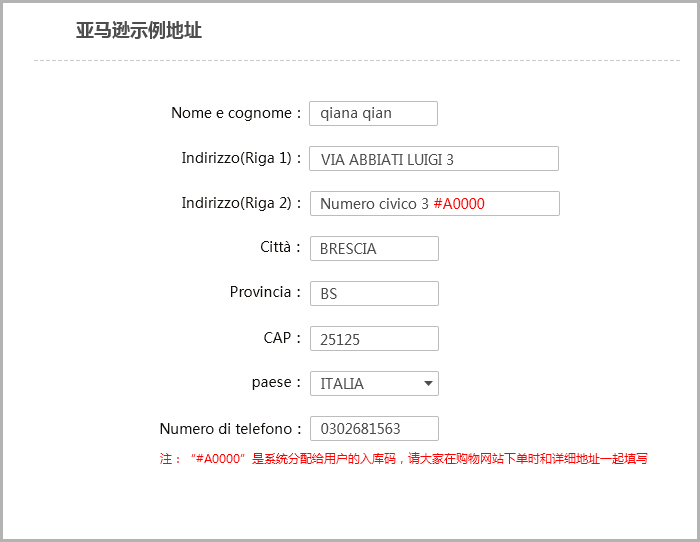 亚马逊示例地址
Nome e cognome : qiana qian
Indirizzo(Riga 1) : VIA ABBIATI LUIGI 3
Indirizzo(Riga 2) : Numero civico 3 #A0000
Città : BRESCIA
Provincia : BS
CAP : 25125
paese : ITALIA
Numero di telefono : 0302681563
注：“#A0000”是系统分配给用户的入库码，请大家在购物网站下单时和详细地址一起填写